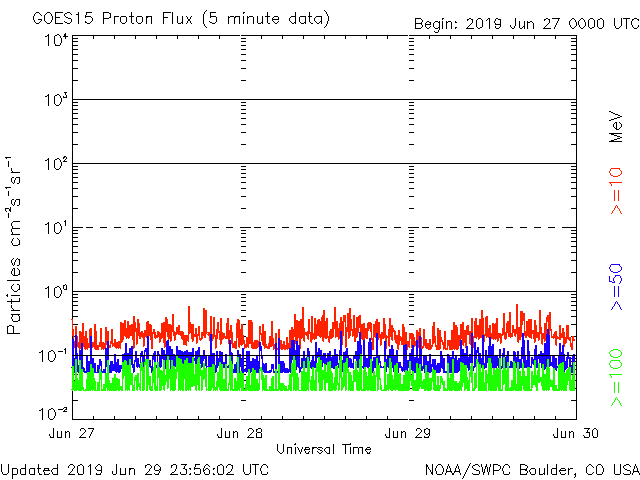 GOES15 Proton Flux (5 minute data)
Begin: 2019 Jun 27 0000 UTC
10⁴
10³
10²
10¹
10⁰
10⁻¹
10⁻²
Particles cm⁻²s⁻¹sr⁻¹
MeV
>=10
>=50
>=100
Jun 27
Jun 28
Jun 29
Jun 30
Universal Time
Updated 2019 Jun 29 23:56:02 UTC
NOAA/SWPC Boulder, CO USA